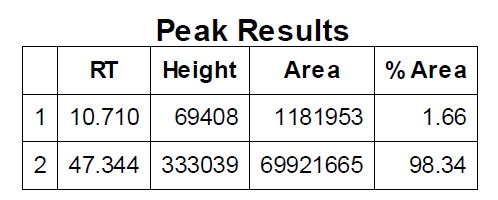 Peak Results
RT Height Area % Area
1 10.710 69408 1181953 1.66
2 47.344 333039 69921665 98.34